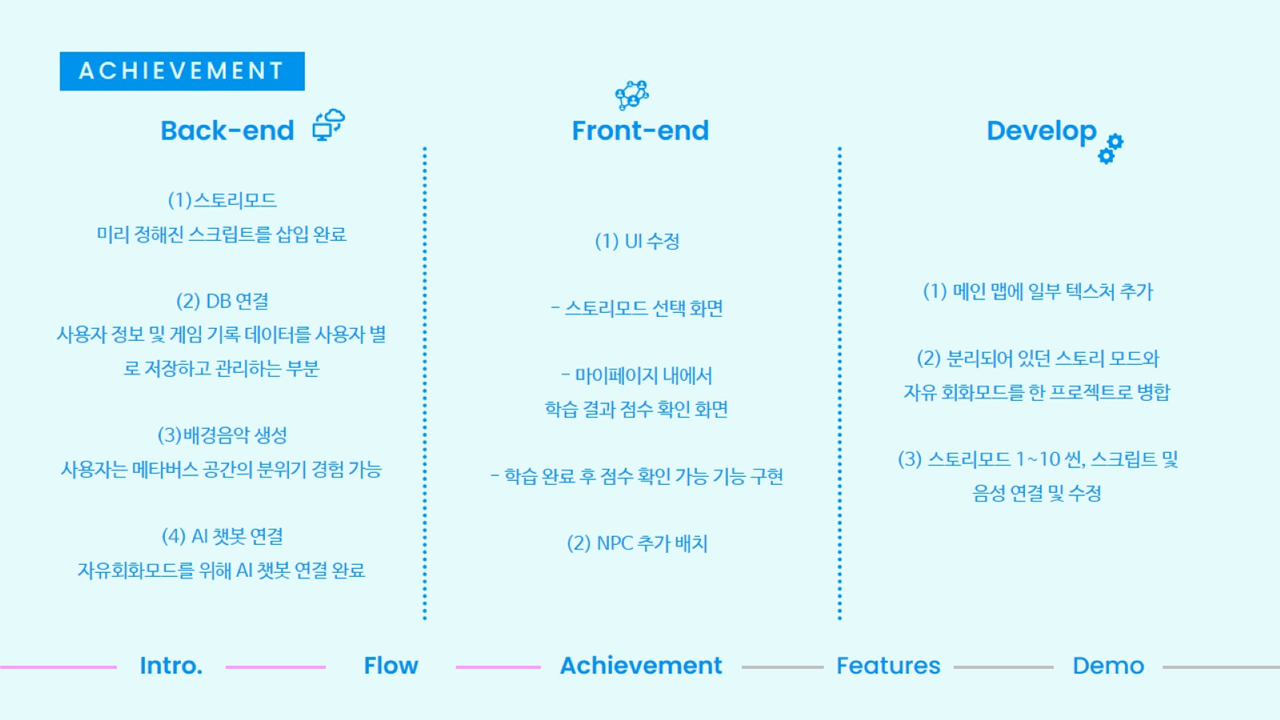 ACHIEVEMENT
Back-end
(1)스토리모드
미리 정해진 스크립트를 삽입 완료
(2) DB 연결
사용자 정보 및 게임 기록 데이터를 사용자 별
로 저장하고 관리하는 부분
(3)배경음악 생성
사용자는 메타버스 공간의 분위기 경험 가능
(4) AI 챗봇 연결
자유회화모드를 위해 AI 챗봇 연결 완료
Front-end
(1) UI 수정
- 스토리모드 선택 화면
- 마이페이지 내에서
학습 결과 점수 확인 화면
- 학습 완료 후 점수 확인 가능 기능 구현
(2) NPC 추가 배치
Develop
(1) 메인 맵에 일부 텍스처 추가
(2) 분리되어 있던 스토리 모드와
자유 회화모드를 한 프로젝트로 병합
(3) 스토리모드 1~10 씬, 스크립트 및
음성 연결 및 수정
Intro.
Flow
Achievement
Features
Demo